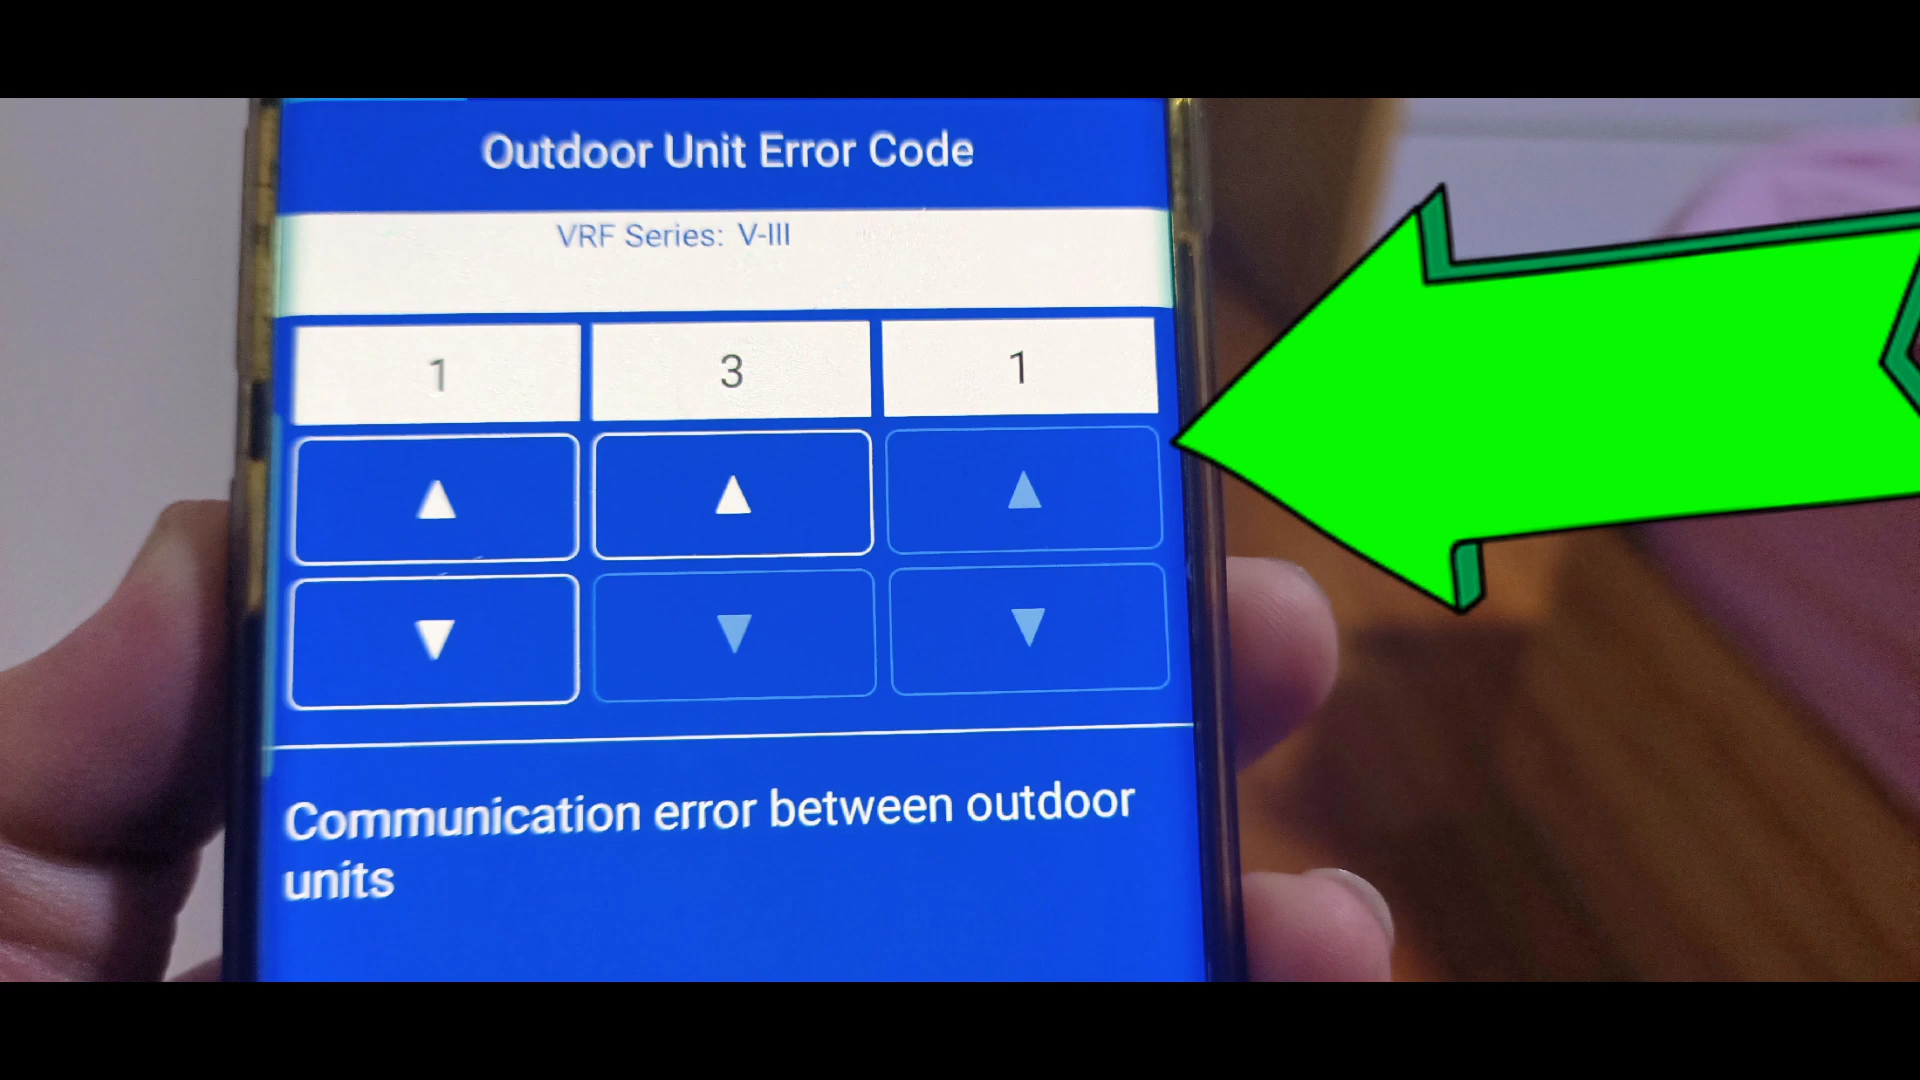 Outdoor Unit Error Code
VRF Series: V-III
1 3 1
Communication error between outdoor
units